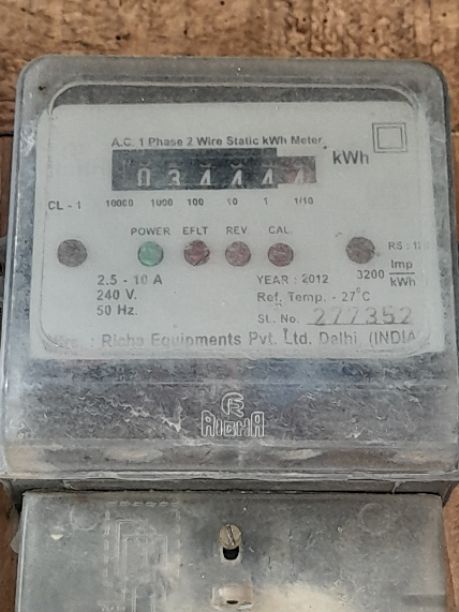 A.C. 1 Phase 2 Wire Static kWh Meter
kWh
034444
CL - 1 10000 1000 100 10 1 1/10
POWER EFLT REV. CAL.
RS :
2.5 - 10 A YEAR : 2012 3200 Imp/kWh
240 V. Ref. Temp. - 27°C
50 Hz. SL. No. 277352
: Richa Equipments Pvt. Ltd. Delhi. (INDIA
RICHA